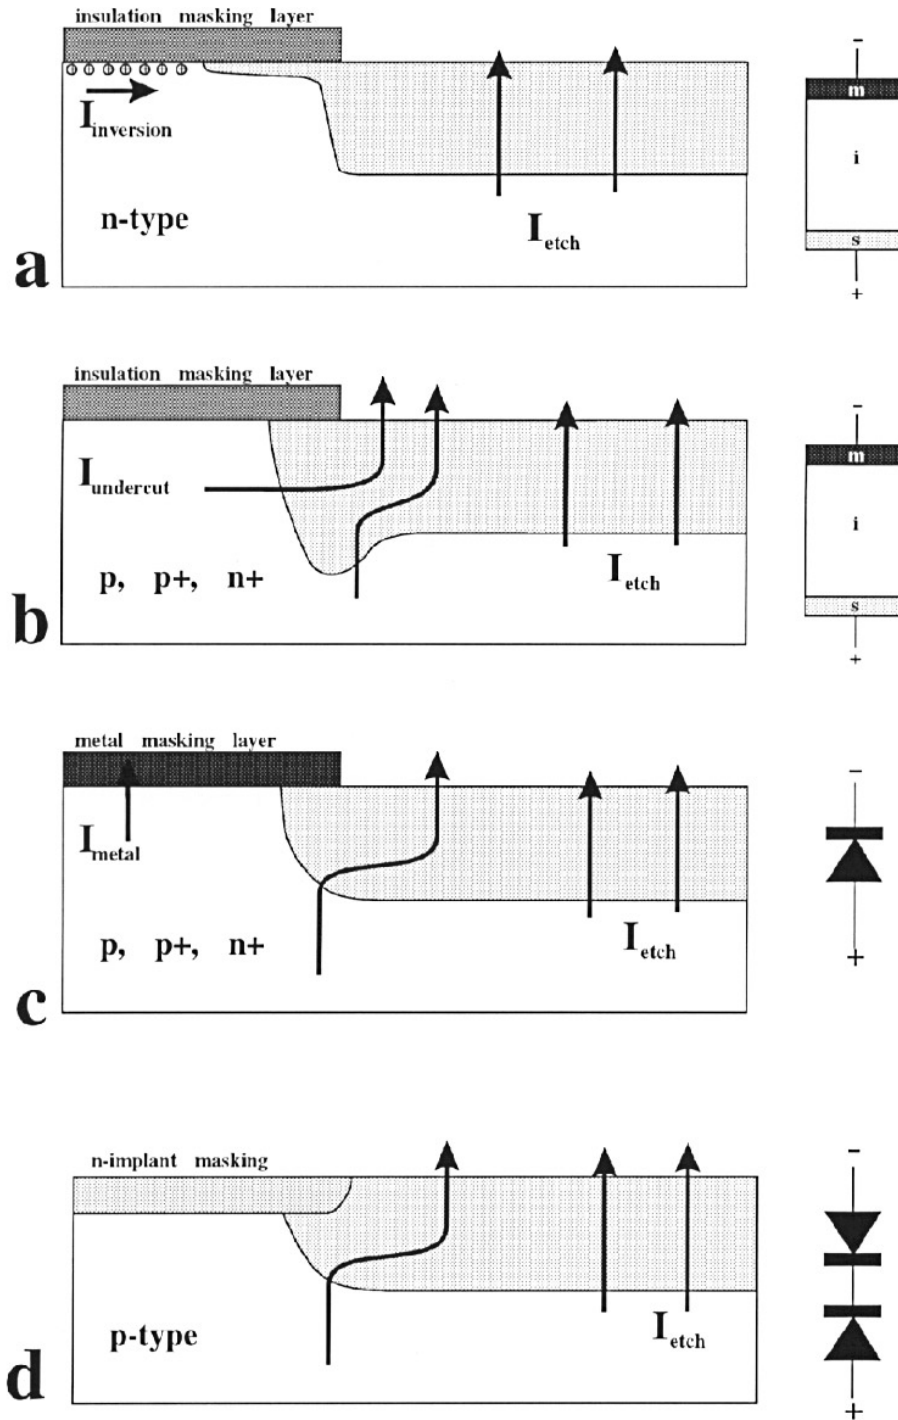 insulation masking layer
-
m
I inversion
i
n-type
I etch
s
a
+
insulation masking layer
-
m
I undercut
i
p, p+, n+
I etch
s
b
+
metal masking layer
-
I metal
p, p+, n+
I etch
+
c
n-implant masking
-
p-type
I etch
d
+